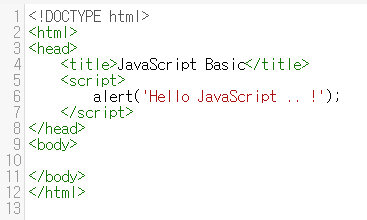 1 <!DOCTYPE html>
2 <html>
3 <head>
4     <title>JavaScript Basic</title>
5     <script>
6         alert('Hello JavaScript .. !');
7     </script>
8 </head>
9 <body>
10
11 </body>
12 </html>
13